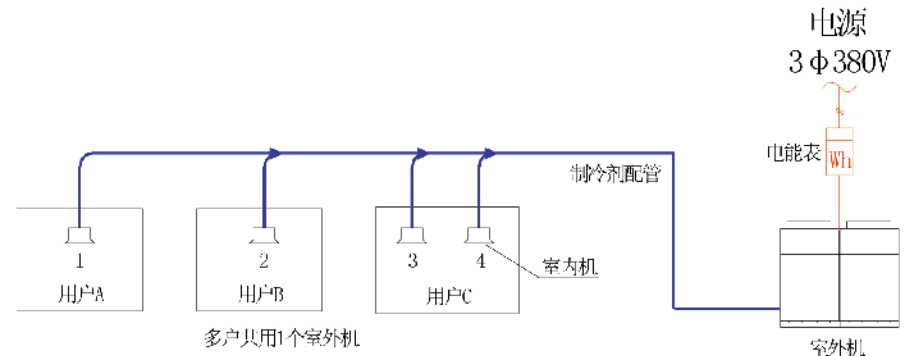 电源
3φ380V
电能表
Wh
制冷剂配管
1
2
3
4
室内机
用户A
用户B
用户C
多户共用1个室外机
室外机